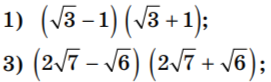 1) (√3 – 1) (√3 + 1);
3) (2√7 – √6) (2√7 + √6);